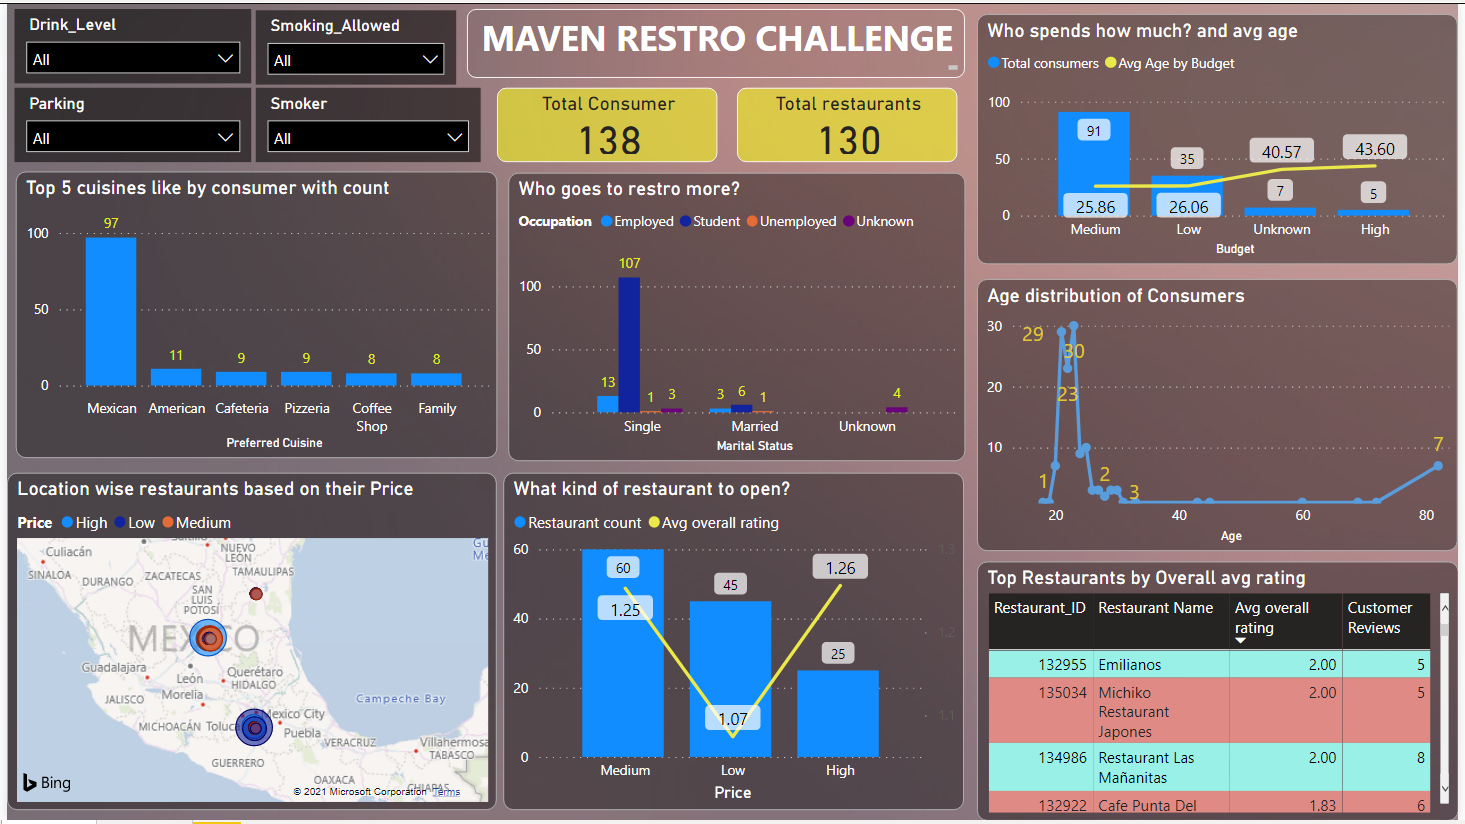 Drink_Level
All
Smoking_Allowed
All
MAVEN RESTRO CHALLENGE
Parking
All
Smoker
All
Total Consumer
138
Total restaurants
130
Who spends how much? and avg age
Total consumers Avg Age by Budget
100
50
0
91
35
40.57
43.60
25.86
26.06
7
5
Medium Low Unknown High
Budget
Top 5 cuisines like by consumer with count
100
50
0
97
11
9
9
8
8
Mexican American Cafeteria Pizzeria Coffee Shop Family
Preferred Cuisine
Who goes to restro more?
Occupation Employed Student Unemployed Unknown
100
50
0
13
107
1
3
3
6
1
4
Single Married Unknown
Marital Status
Age distribution of Consumers
30
20
10
29
30
23
1
2
3
7
20 40 60 80
Age
Location wise restaurants based on their Price
Price High Low Medium
Culiacán
SINALOA
DURANGO
ZACATECAS
NUEVO
LEÓN
TAMAULIPAS
SAN
LUIS
POTOSÍ
Gu
Me
MEXICO
Guadalajara
León
Querétaro
HIDALGO
JALISCO
Morelia
Campeche Bay
MICHOACÁN
Toluca
Mexico City
Puebla
VERACRUZ
Villahermosa
TABASCO
GUERRERO
OAXACA
CHIAPAS
Bing
© 2021 Microsoft Corporation Terms
What kind of restaurant to open?
Restaurant count Avg overall rating
60
40
20
0
1.3
1.2
1.1
60
1.25
45
1.07
1.26
25
Medium Low High
Price
Top Restaurants by Overall avg rating
Restaurant_ID Restaurant Name Avg overall rating Customer Reviews
132955 Emilianos 2.00 5
135034 Michiko Restaurant Japones 2.00 5
134986 Restaurant Las Mañanitas 2.00 8
132922 Cafe Punta Del 1.83 6